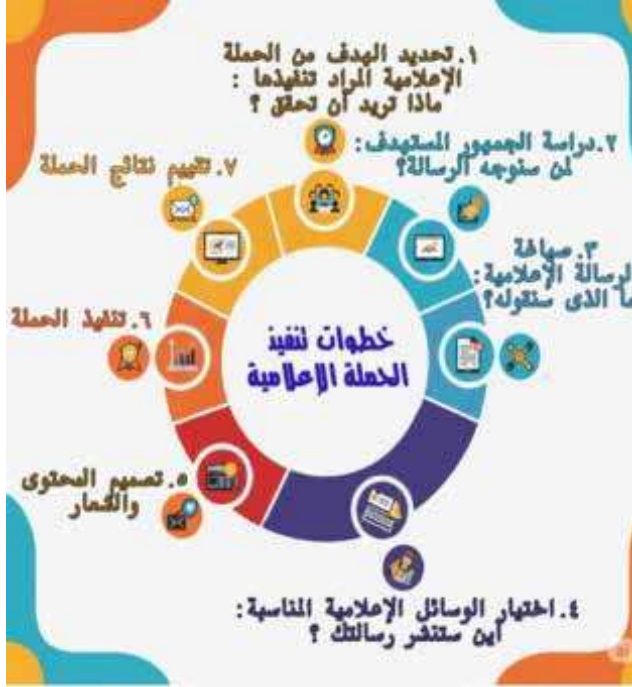 ١. تحديد الهدف من الحملة
الإعلامية المراد تنفيذها :
ماذا تريد أن تحقق ؟
٢. دراسة الجمهور المستهدف:
لمن سنوجه الرسالة؟
٣. صياغة
الرسالة الإعلامية:
ما الذى سنقوله؟
٤. اختيار الوسائل الإعلامية المناسبة:
أين ستنشر رسالتك ؟
٥. تصميم المحتوى
والشعار
٦. تنفيذ الحملة
٧. تقييم نتائج الحملة
خطوات تنفيذ
الحملة الإعلامية